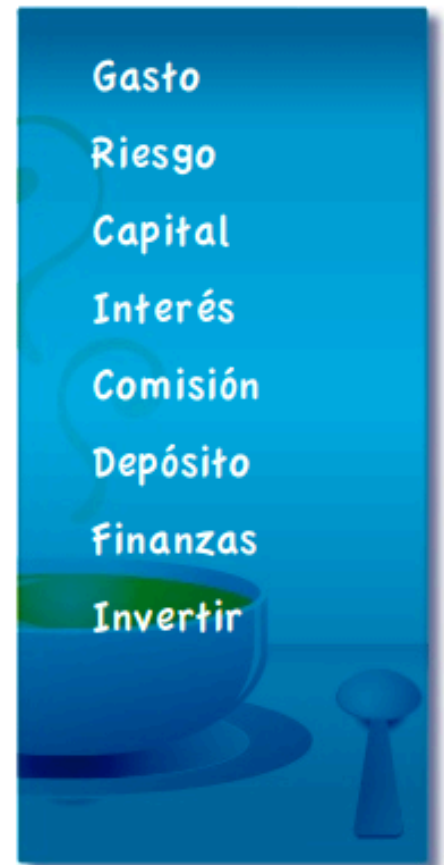 Gasto
Riesgo
Capital
Interés
Comisión
Depósito
Finanzas
Invertir